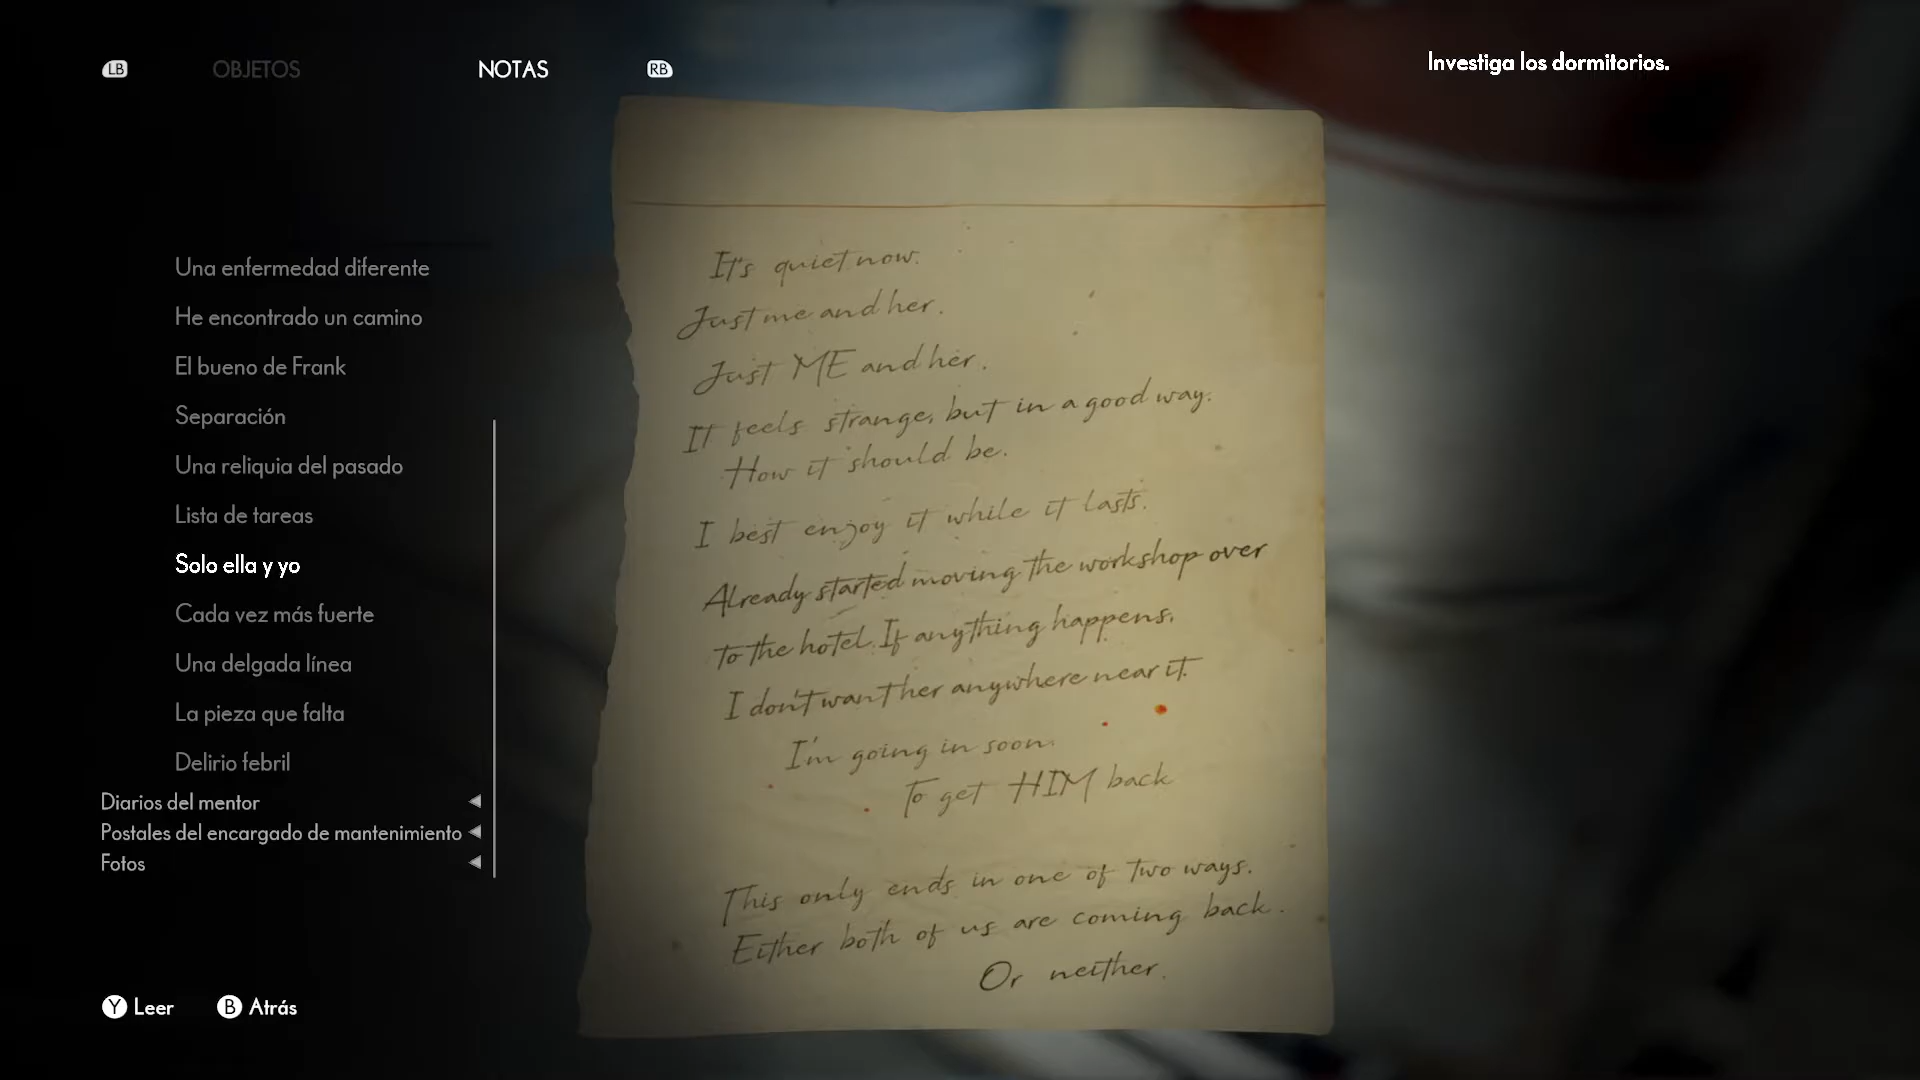 LB
OBJETOS
NOTAS
RB
Investiga los dormitorios.
Una enfermedad diferente
He encontrado un camino
El bueno de Frank
Separación
Una reliquia del pasado
Lista de tareas
Solo ella y yo
Cada vez más fuerte
Una delgada línea
La pieza que falta
Delirio febril
Diarios del mentor
Postales del encargado de mantenimiento
Fotos
Y Leer
B Atrás
It's quiet now.
Just me and her.
Just ME and her.
It feels strange, but in a good way.
How it should be.
I best enjoy it while it lasts.
Already started moving the workshop over
to the hotel. If anything happens,
I don't want her anywhere near it.
I'm going in soon.
To get HIM back
This only ends in one of two ways.
Either both of us are coming back.
Or neither.